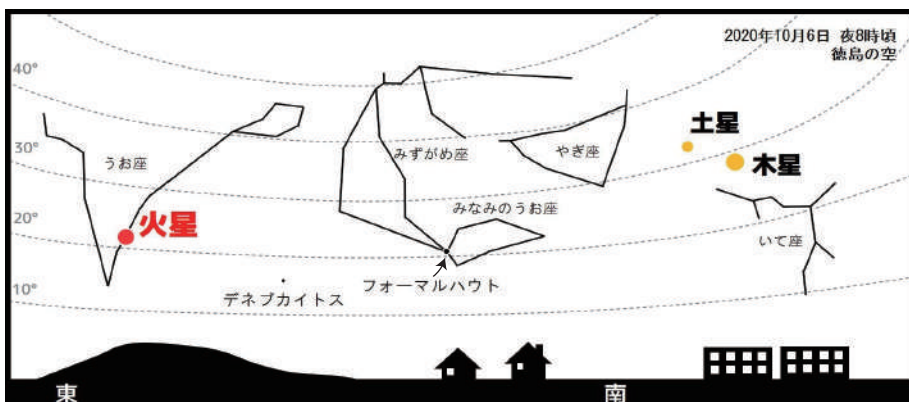 2020年10月6日 夜8時頃
徳島の空
40°
30°
20°
10°
うお座
火星
デネブカイトス
みずがめ座
みなみのうお座
フォーマルハウト
やぎ座
土星
木星
いて座
東
南